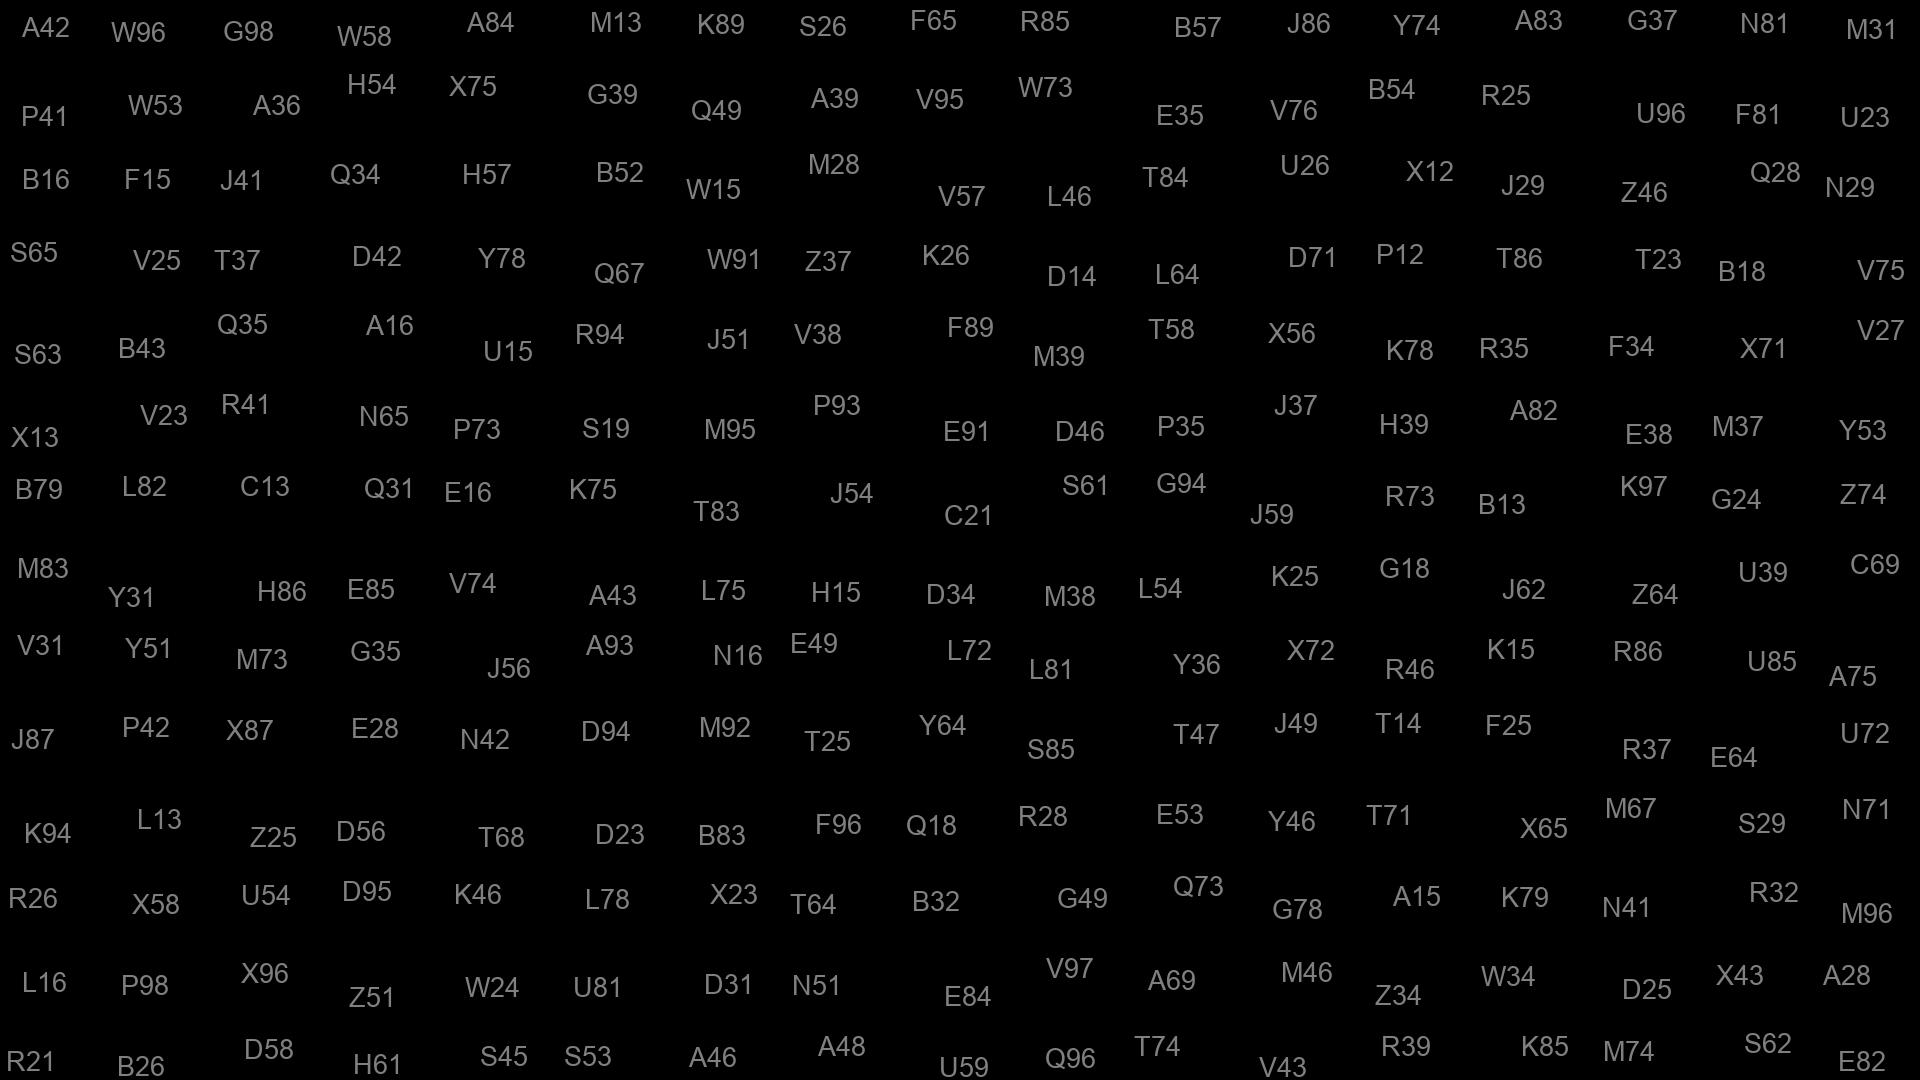 A42 W96 G98 W58 A84 M13 K89 S26 F65 R85 B57 J86 Y74 A83 G37 N81 M31
P41 W53 A36 H54 X75 G39 Q49 A39 V95 W73 E35 V76 B54 R25 U96 F81 U23
B16 F15 J41 Q34 H57 B52 W15 M28 V57 L46 T84 U26 X12 J29 Z46 Q28 N29
S65 V25 T37 D42 Y78 Q67 W91 Z37 K26 D14 L64 D71 P12 T86 T23 B18 V75
S63 B43 Q35 A16 U15 R94 J51 V38 F89 M39 T58 X56 K78 R35 F34 X71 V27
X13 V23 R41 N65 P73 S19 M95 P93 E91 D46 P35 J37 H39 A82 E38 M37 Y53
B79 L82 C13 Q31 E16 K75 T83 J54 C21 S61 G94 J59 R73 B13 K97 G24 Z74
M83 Y31 H86 E85 V74 A43 L75 H15 D34 M38 L54 K25 G18 J62 Z64 U39 C69
V31 Y51 M73 G35 J56 A93 N16 E49 L72 L81 Y36 X72 R46 K15 R86 U85 A75
J87 P42 X87 E28 N42 D94 M92 T25 Y64 S85 T47 J49 T14 F25 R37 E64 U72
K94 L13 Z25 D56 T68 D23 B83 F96 Q18 R28 E53 Y46 T71 X65 M67 S29 N71
R26 X58 U54 D95 K46 L78 X23 T64 B32 G49 Q73 G78 A15 K79 N41 R32 M96
L16 P98 X96 Z51 W24 U81 D31 N51 E84 V97 A69 M46 Z34 W34 D25 X43 A28
R21 B26 D58 H61 S45 S53 A46 A48 U59 Q96 T74 V43 R39 K85 M74 S62 E82